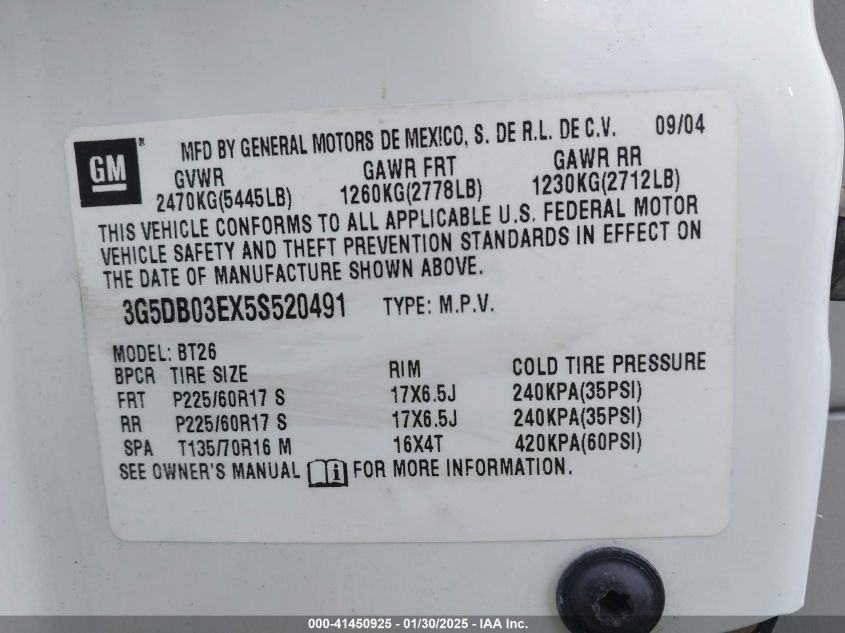 GM ® MFD BY GENERAL MOTORS DE MEXICO, S. DE R.L. DE C.V. 09/04
GVWR GAWR FRT GAWR RR
2470KG(5445LB) 1260KG(2778LB) 1230KG(2712LB)
THIS VEHICLE CONFORMS TO ALL APPLICABLE U.S. FEDERAL MOTOR
VEHICLE SAFETY AND THEFT PREVENTION STANDARDS IN EFFECT ON
THE DATE OF MANUFACTURE SHOWN ABOVE.
3G5DB03EX5S520491 TYPE: M.P.V.
MODEL: BT26
BPCR TIRE SIZE RIM COLD TIRE PRESSURE
FRT P225/60R17 S 17X6.5J 240KPA(35PSI)
RR P225/60R17 S 17X6.5J 240KPA(35PSI)
SPA T135/70R16 M 16X4T 420KPA(60PSI)
SEE OWNER'S MANUAL i FOR MORE INFORMATION.
000-41450925 - 01/30/2025 - IAA Inc.